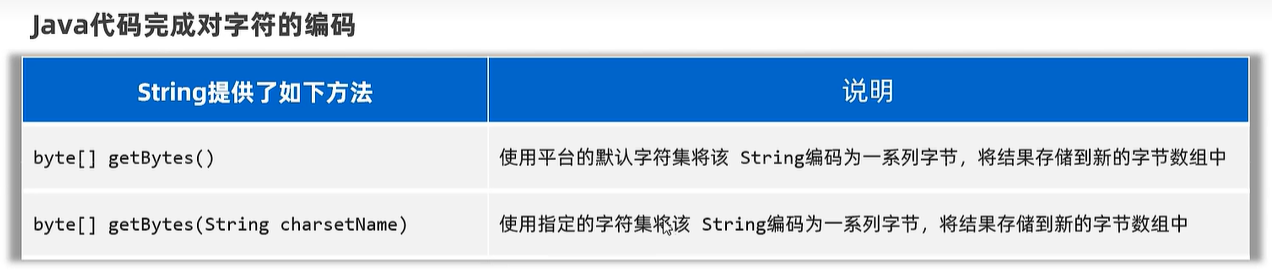 Java代码完成对字符的编码
String提供了如下方法
说明
byte[] getBytes()
使用平台的默认字符集将该 String编码为一系列字节，将结果存储到新的字节数组中
byte[] getBytes(String charsetName)
使用指定的字符集将该 String编码为一系列字节，将结果存储到新的字节数组中